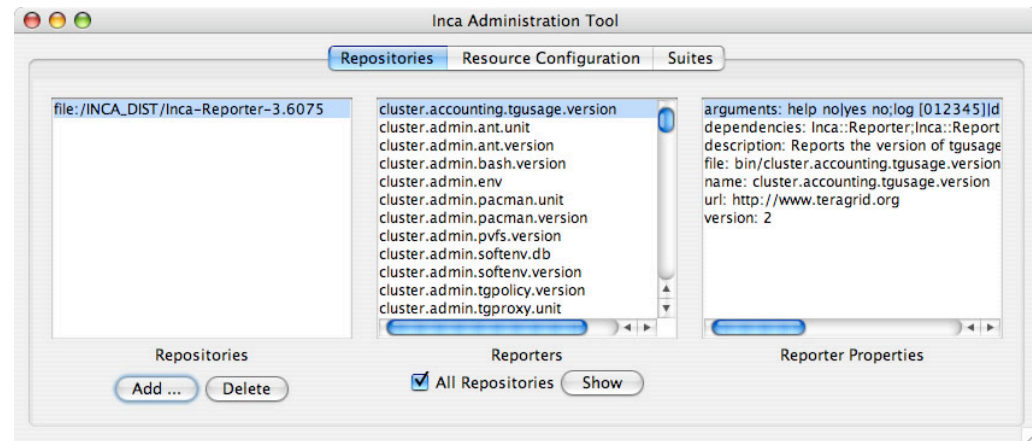 Inca Administration Tool
Repositories Resource Configuration Suites
file:/INCA_DIST/Inca-Reporter-3.6075
cluster.accounting.tgusage.version
cluster.admin.ant.unit
cluster.admin.ant.version
cluster.admin.bash.version
cluster.admin.env
cluster.admin.pacman.unit
cluster.admin.pacman.version
cluster.admin.pvfs.version
cluster.admin.softenv.db
cluster.admin.softenv.version
cluster.admin.tgpolicy.version
cluster.admin.tgproxy.unit
arguments: help no|yes no;log [012345]|d
dependencies: Inca::Reporter;Inca::Report
description: Reports the version of tgusage
file: bin/cluster.accounting.tgusage.version
name: cluster.accounting.tgusage.version
url: http://www.teragrid.org
version: 2
Repositories
Add ... Delete
Reporters
All Repositories Show
Reporter Properties